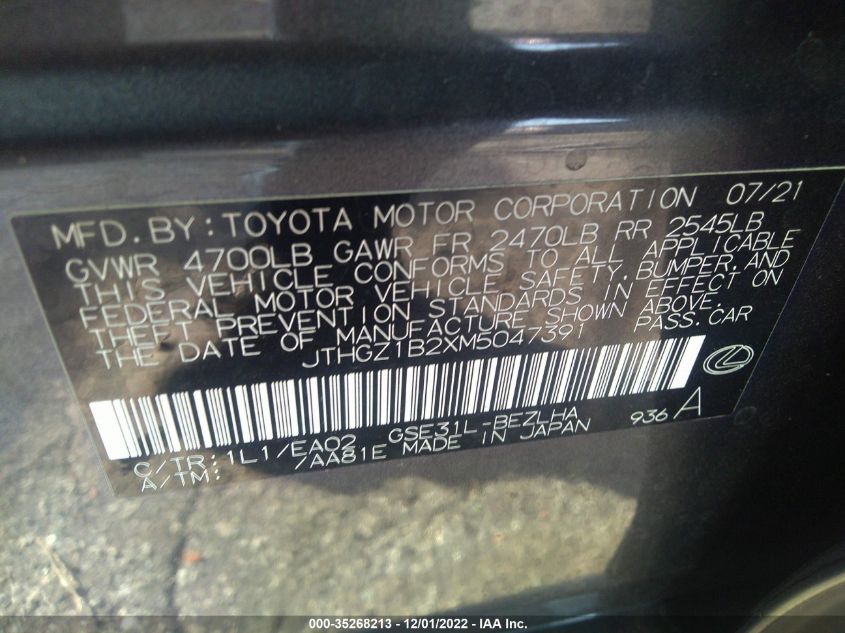 MFD. BY: TOYOTA MOTOR CORPORATION 07/21
GVWR 4700LB GAWR FR 2470LB RR 2545LB
THIS VEHICLE CONFORMS TO ALL APPLICABLE
FEDERAL MOTOR VEHICLE SAFETY, BUMPER, AND
THEFT PREVENTION STANDARDS IN EFFECT ON
THE DATE OF MANUFACTURE SHOWN ABOVE.
JTHGZ1B2XM5047391 PASS. CAR
C/TR: 1L1/EA02 GSE31L-BEZLHA 936 A
A/TM: /AA81E MADE IN JAPAN
000-35268213 - 12/01/2022 - IAA Inc.